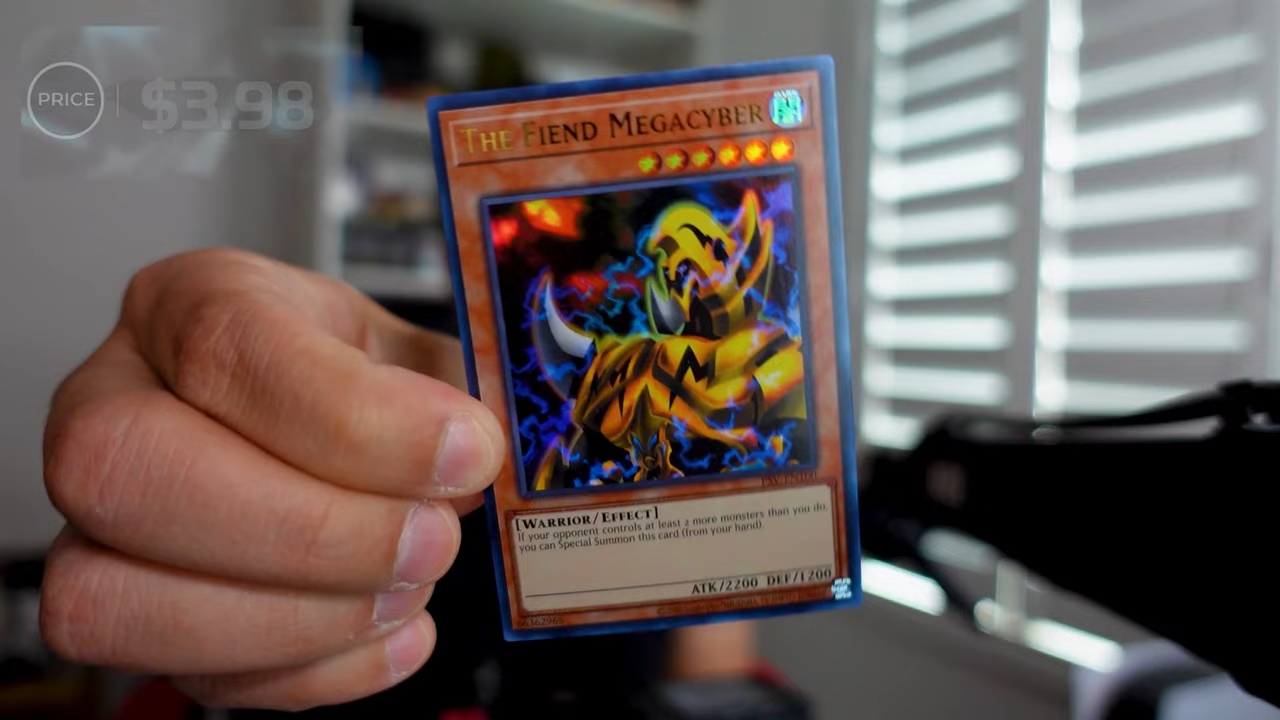 PRICE
$3.98
THE FIEND MEGACYBER
[WARRIOR/EFFECT]
If your opponent controls at least 2 more monsters than you do,
you can Special Summon this card (from your hand).
ATK/2200 DEF/1200
66362965